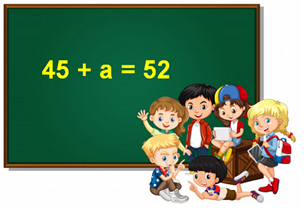 45 + a = 52